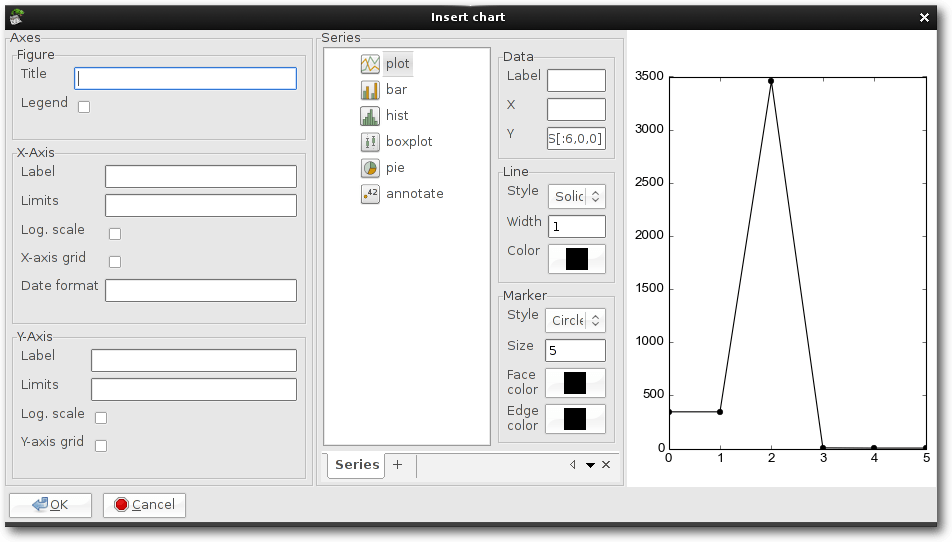 Insert chart
Axes
Figure
Title
Legend
X-Axis
Label
Limits
Log. scale
X-axis grid
Date format
Y-Axis
Label
Limits
Log. scale
Y-axis grid
Series
plot
bar
hist
boxplot
pie
.42 annotate
Data
Label
X
Y S[:6,0,0]
Line
Style Solic
Width 1
Color
Marker
Style Circle
Size 5
Face
color
Edge
color
Series +
3500
3000
2500
2000
1500
1000
500
0
0 1 2 3 4 5
OK Cancel